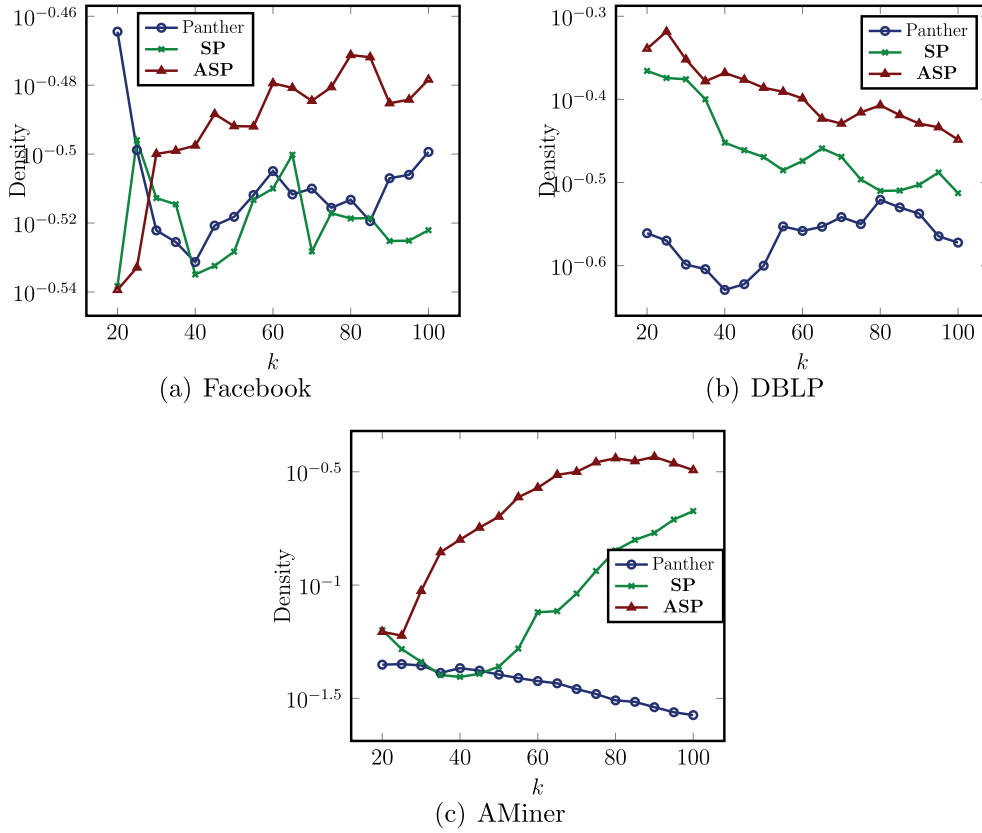 10^−0.46
10^−0.48
10^−0.5
10^−0.52
10^−0.54
Density
Panther
SP
ASP
20 40 60 80 100
k
(a) Facebook
10^−0.3
10^−0.4
10^−0.5
10^−0.6
Density
Panther
SP
ASP
20 40 60 80 100
k
(b) DBLP
10^−0.5
10^−1
10^−1.5
Density
Panther
SP
ASP
20 40 60 80 100
k
(c) AMiner